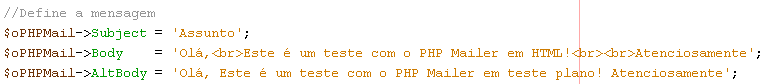 //Define a mensagem
$oPHPMail->Subject = 'Assunto';
$oPHPMail->Body    = 'Olá,<br>Este é um teste com o PHP Mailer em HTML!<br><br>Atenciosamente';
$oPHPMail->AltBody = 'Olá, Este é um teste com o PHP Mailer em teste plano! Atenciosamente';